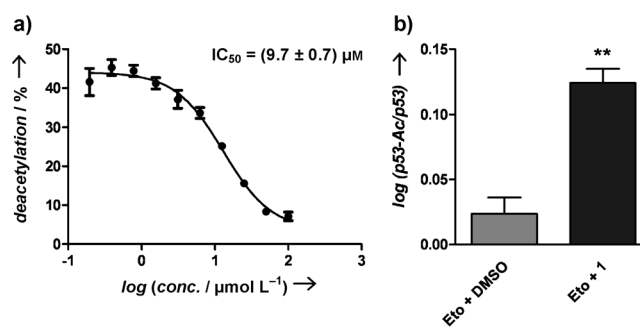 a)
IC50 = (9.7 ± 0.7) μM
deacetylation / % →
50
40
30
20
10
0
-1 0 1 2 3
log (conc. / μmol L–1) →
b)
**
log (p53-Ac/p53) →
0.15
0.10
0.05
0.00
Eto + DMSO
Eto + 1